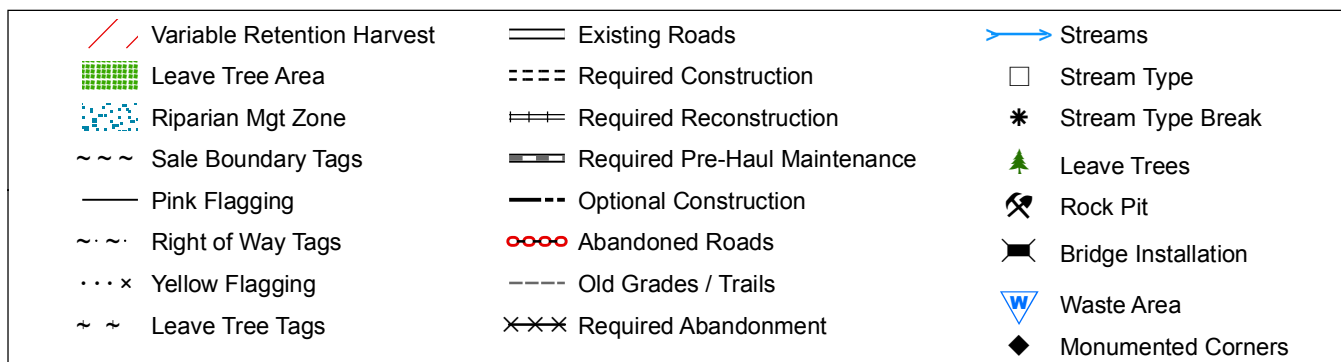 Variable Retention Harvest
Leave Tree Area
Riparian Mgt Zone
Sale Boundary Tags
Pink Flagging
Right of Way Tags
Yellow Flagging
Leave Tree Tags
Existing Roads
Required Construction
Required Reconstruction
Required Pre-Haul Maintenance
Optional Construction
Abandoned Roads
Old Grades / Trails
Required Abandonment
Streams
Stream Type
Stream Type Break
Leave Trees
Rock Pit
Bridge Installation
W Waste Area
Monumented Corners